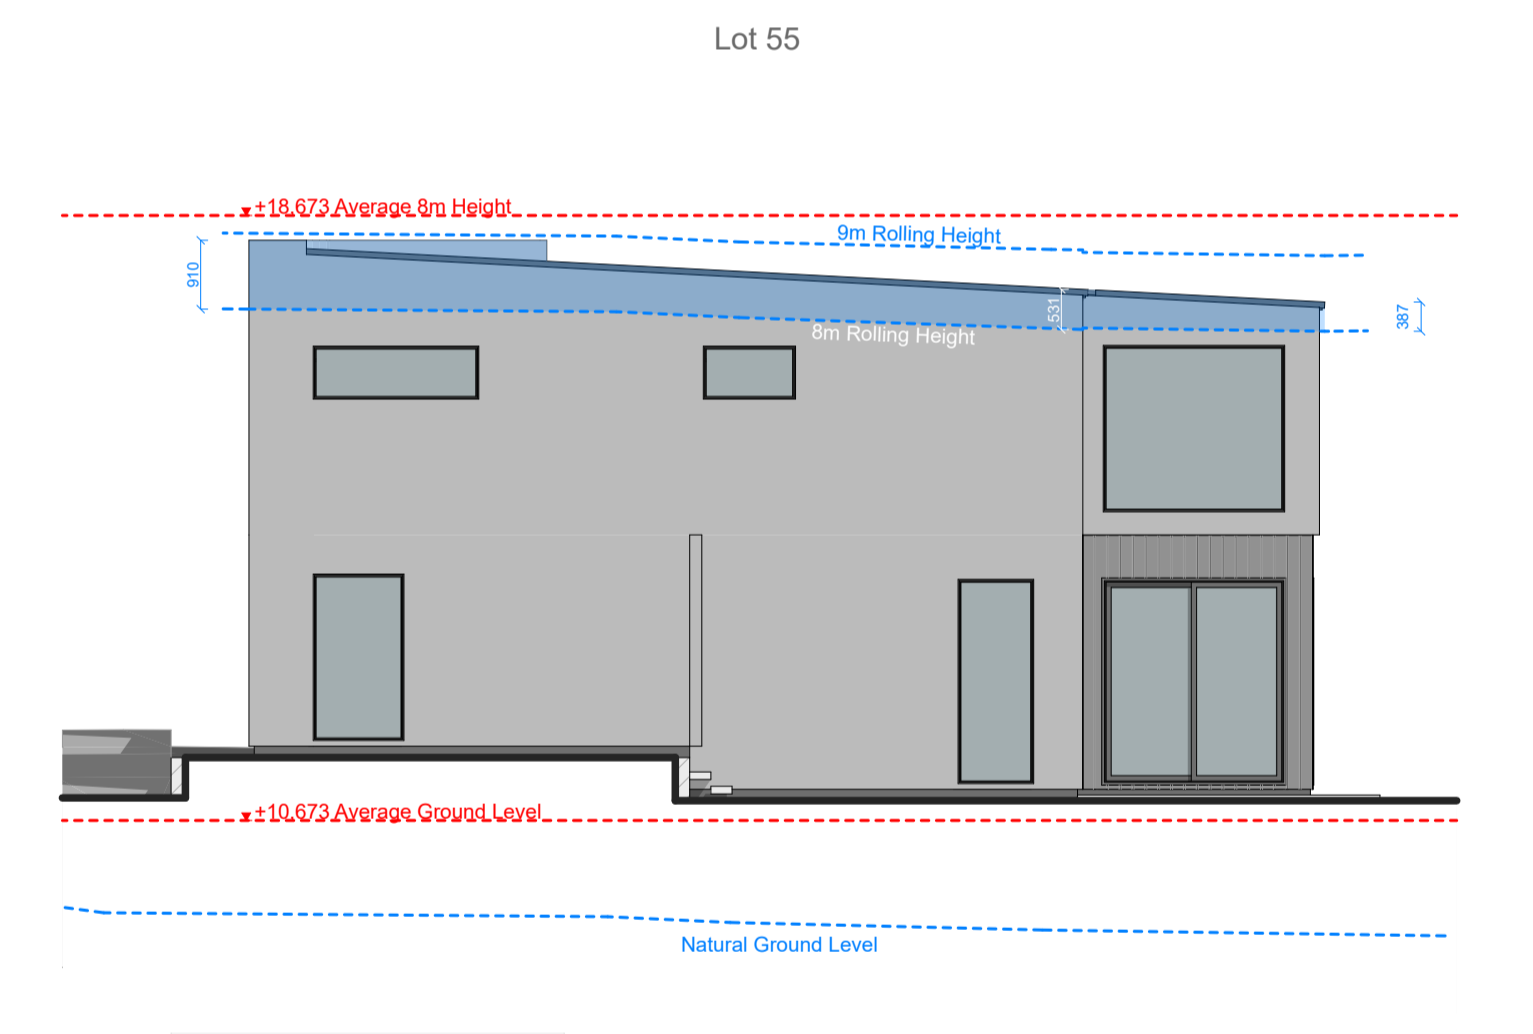 Lot 55
+18,673 Average 8m Height
9m Rolling Height
910
531
387
8m Rolling Height
+10,673 Average Ground Level
Natural Ground Level